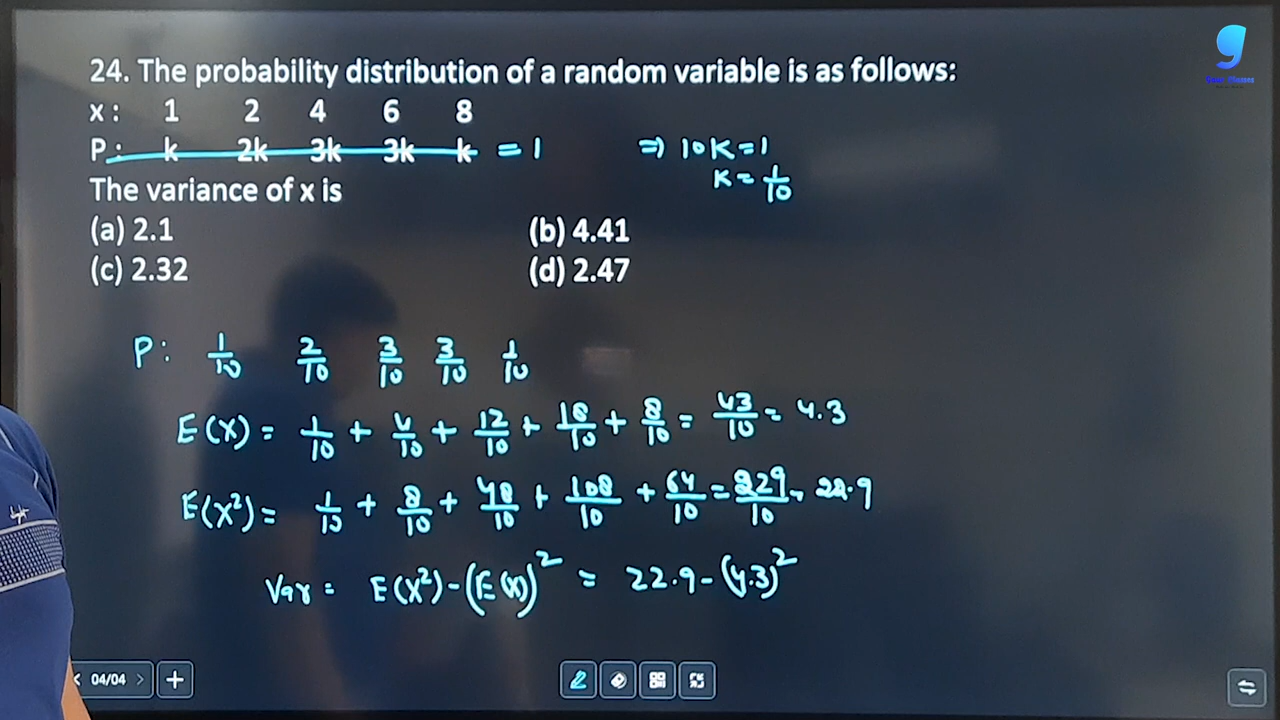 24. The probability distribution of a random variable is as follows:
x : 1 2 4 6 8
P : k 2k 3k 3k k = 1 ⇒ 10K = 1
K = 1/10
The variance of x is
(a) 2.1 (b) 4.41
(c) 2.32 (d) 2.47
P: 1/10 2/10 3/10 3/10 1/10
E(X) = 1/10 + 4/10 + 12/10 + 18/10 + 8/10 = 43/10 = 4.3
E(X²) = 1/10 + 8/10 + 48/10 + 108/10 + 64/10 = 229/10 = 22.9
Var = E(X²) - (E(X))² = 22.9 - (4.3)²
04/04